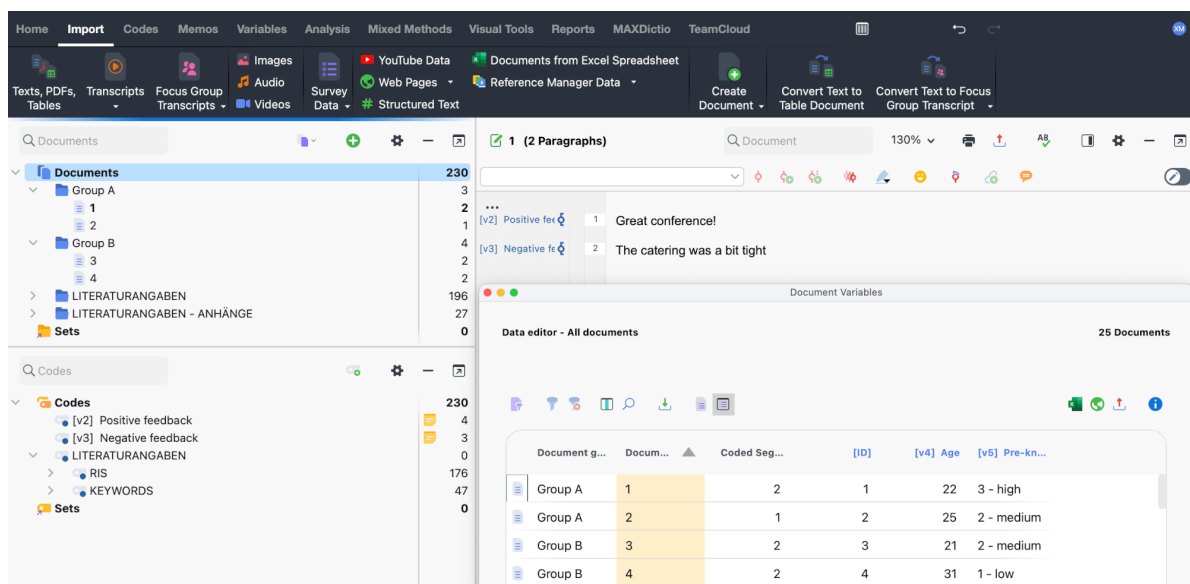 Home Import Codes Memos Variables Analysis Mixed Methods Visual Tools Reports MAXDictio TeamCloud XM
Images YouTube Data Documents from Excel Spreadsheet
Audio Web Pages Reference Manager Data
Texts, PDFs, Tables Transcripts Focus Group Transcripts Videos Survey Data # Structured Text Create Document Convert Text to Table Document Convert Text to Focus Group Transcript
Documents
Documents 230
Group A 3
1 2
2 1
Group B 4
3 2
4 2
LITERATURANGABEN 196
LITERATURANGABEN - ANHÄNGE 27
Sets 0
Codes
Codes 230
[v2] Positive feedback 4
[v3] Negative feedback 3
LITERATURANGABEN 0
RIS 176
KEYWORDS 47
Sets 0
1 (2 Paragraphs) Document 130% AB
...
[v2] Positive fee 1 Great conference!
[v3] Negative fe 2 The catering was a bit tight
Document Variables
Data editor - All documents 25 Documents
Document g... Docum... Coded Seg... [ID] [v4] Age [v5] Pre-kn...
Group A 1 2 1 22 3 - high
Group A 2 1 2 25 2 - medium
Group B 3 2 3 21 2 - medium
Group B 4 2 4 31 1 - low